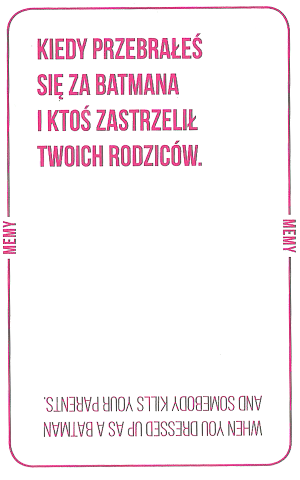 KIEDY PRZEBRAŁEŚ
SIĘ ZA BATMANA
I KTOŚ ZASTRZELIŁ
TWOICH RODZICÓW.
MEMY
MEMY
WHEN YOU DRESSED UP AS A BATMAN
AND SOMEBODY KILLS YOUR PARENTS.